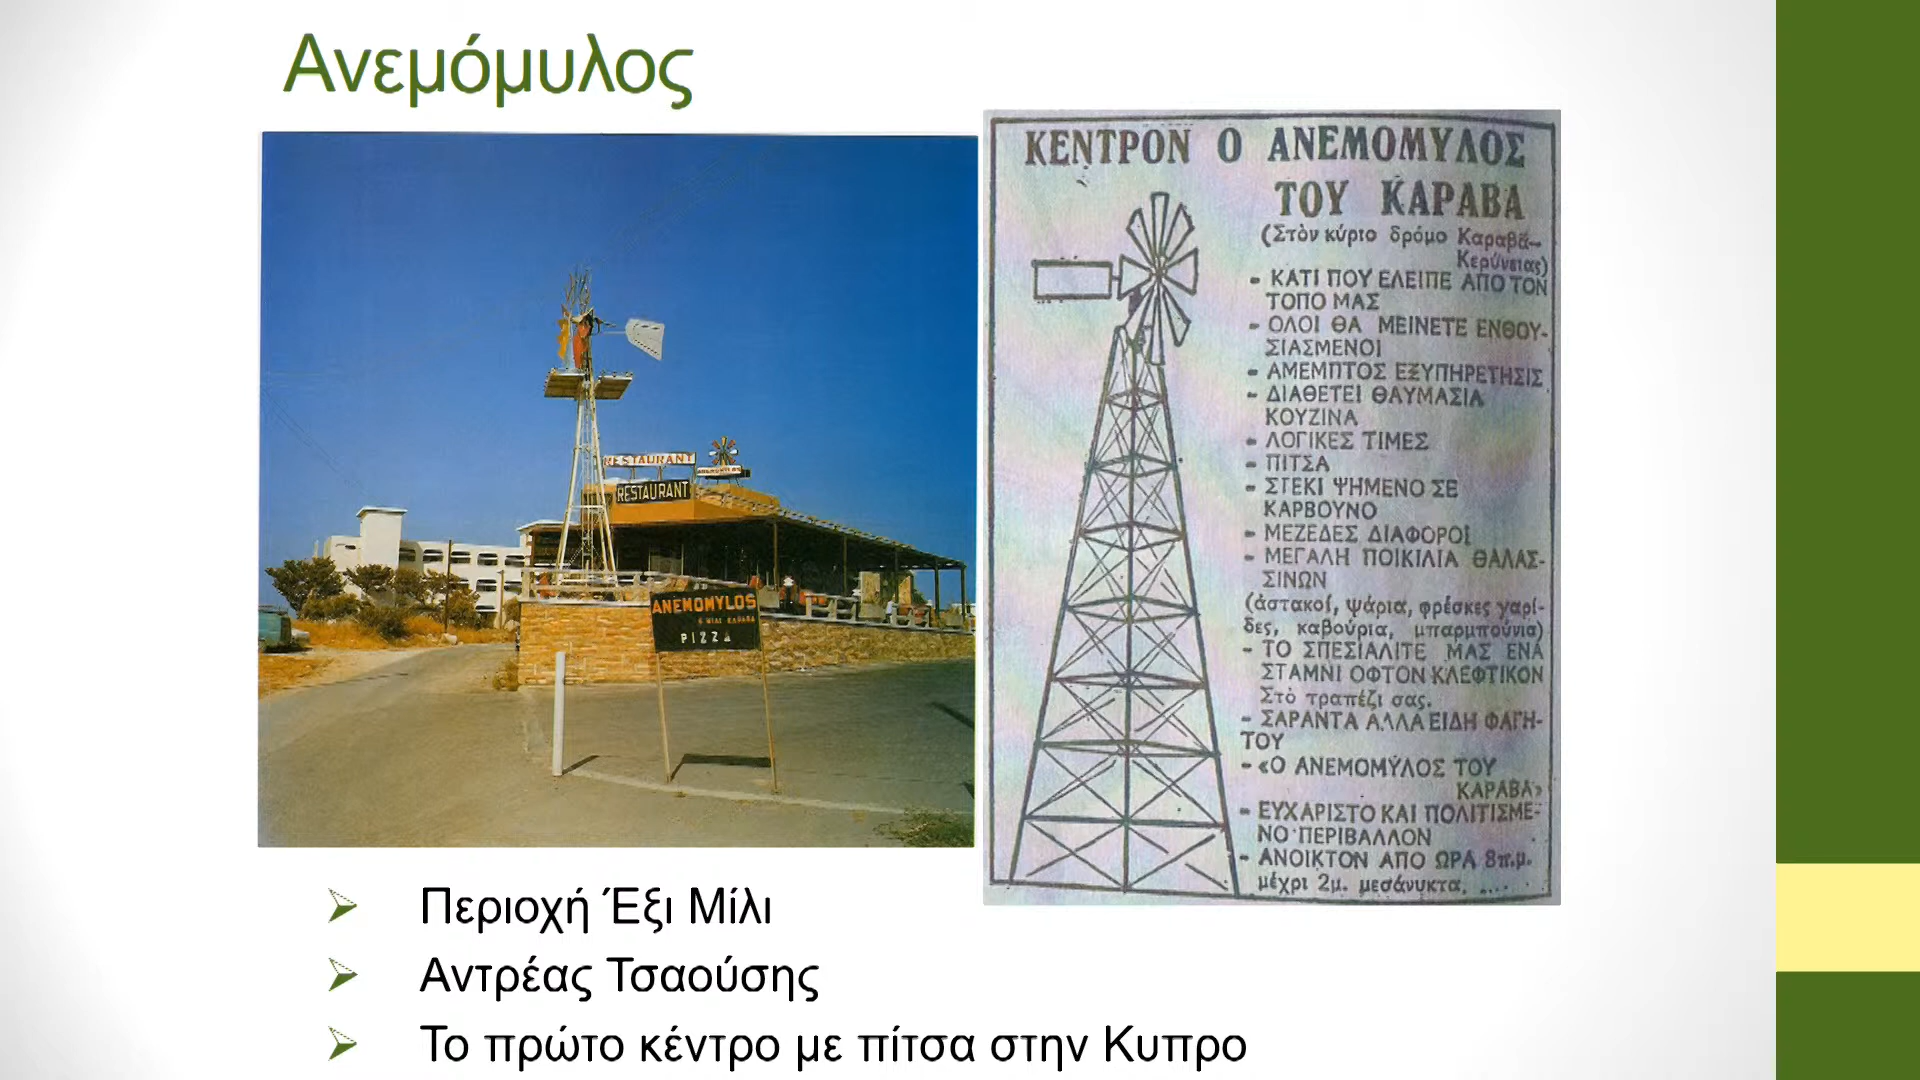 Ανεμόμυλος
RESTAURANT
RESTAURANT
ANEMOMYLOS
PIZZA
ΚΕΝΤΡΟΝ Ο ΑΝΕΜΟΜΥΛΟΣ
ΤΟΥ ΚΑΡΑΒΑ
(Στὸν κύριο δρόμο Καραβᾶ-
Κερύνειας)
- ΚΑΤΙ ΠΟΥ ΕΛΕΙΠΕ ΑΠΟ ΤΟΝ
ΤΟΠΟ ΜΑΣ
- ΟΛΟΙ ΘΑ ΜΕΙΝΕΤΕ ΕΝΘΟΥ-
ΣΙΑΣΜΕΝΟΙ
- ΑΜΕΜΠΤΟΣ ΕΞΥΠΗΡΕΤΗΣΙΣ
- ΔΙΑΘΕΤΕΙ ΘΑΥΜΑΣΙΑ
ΚΟΥΖΙΝΑ
- ΛΟΓΙΚΕΣ ΤΙΜΕΣ
- ΠΙΤΣΑ
- ΣΤΕΚΙ ΨΗΜΕΝΟ ΣΕ
ΚΑΡΒΟΥΝΟ
- ΜΕΖΕΔΕΣ ΔΙΑΦΟΡΟΙ
- ΜΕΓΑΛΗ ΠΟΙΚΙΛΙΑ ΘΑΛΑΣ-
ΣΙΝΩΝ
(ἀστακοί, ψάρια, φρέσκες γαρί-
δες, καβούρια, μπαρμπούνια)
- ΤΟ ΣΠΕΣΙΑΛΙΤΕ ΜΑΣ ΕΝΑ
ΣΤΑΜΝΙ ΟΦΤΟΝ ΚΛΕΦΤΙΚΟΝ
Στὸ τραπέζι σας.
- ΣΑΡΑΝΤΑ ΑΛΛΑ ΕΙΔΗ ΦΑΓΗ-
ΤΟΥ
- «Ο ΑΝΕΜΟΜΥΛΟΣ ΤΟΥ
ΚΑΡΑΒΑ»
- ΕΥΧΑΡΙΣΤΟ ΚΑΙ ΠΟΛΙΤΙΣΜΕ-
ΝΟ ΠΕΡΙΒΑΛΛΟΝ
- ΑΝΟΙΚΤΟΝ ΑΠΟ ΩΡΑ 8π.μ.
μέχρι 2μ. μεσάνυκτα. ....
Περιοχή Έξι Μίλι
Αντρέας Τσαούσης
Το πρώτο κέντρο με πίτσα στην Κυπρο